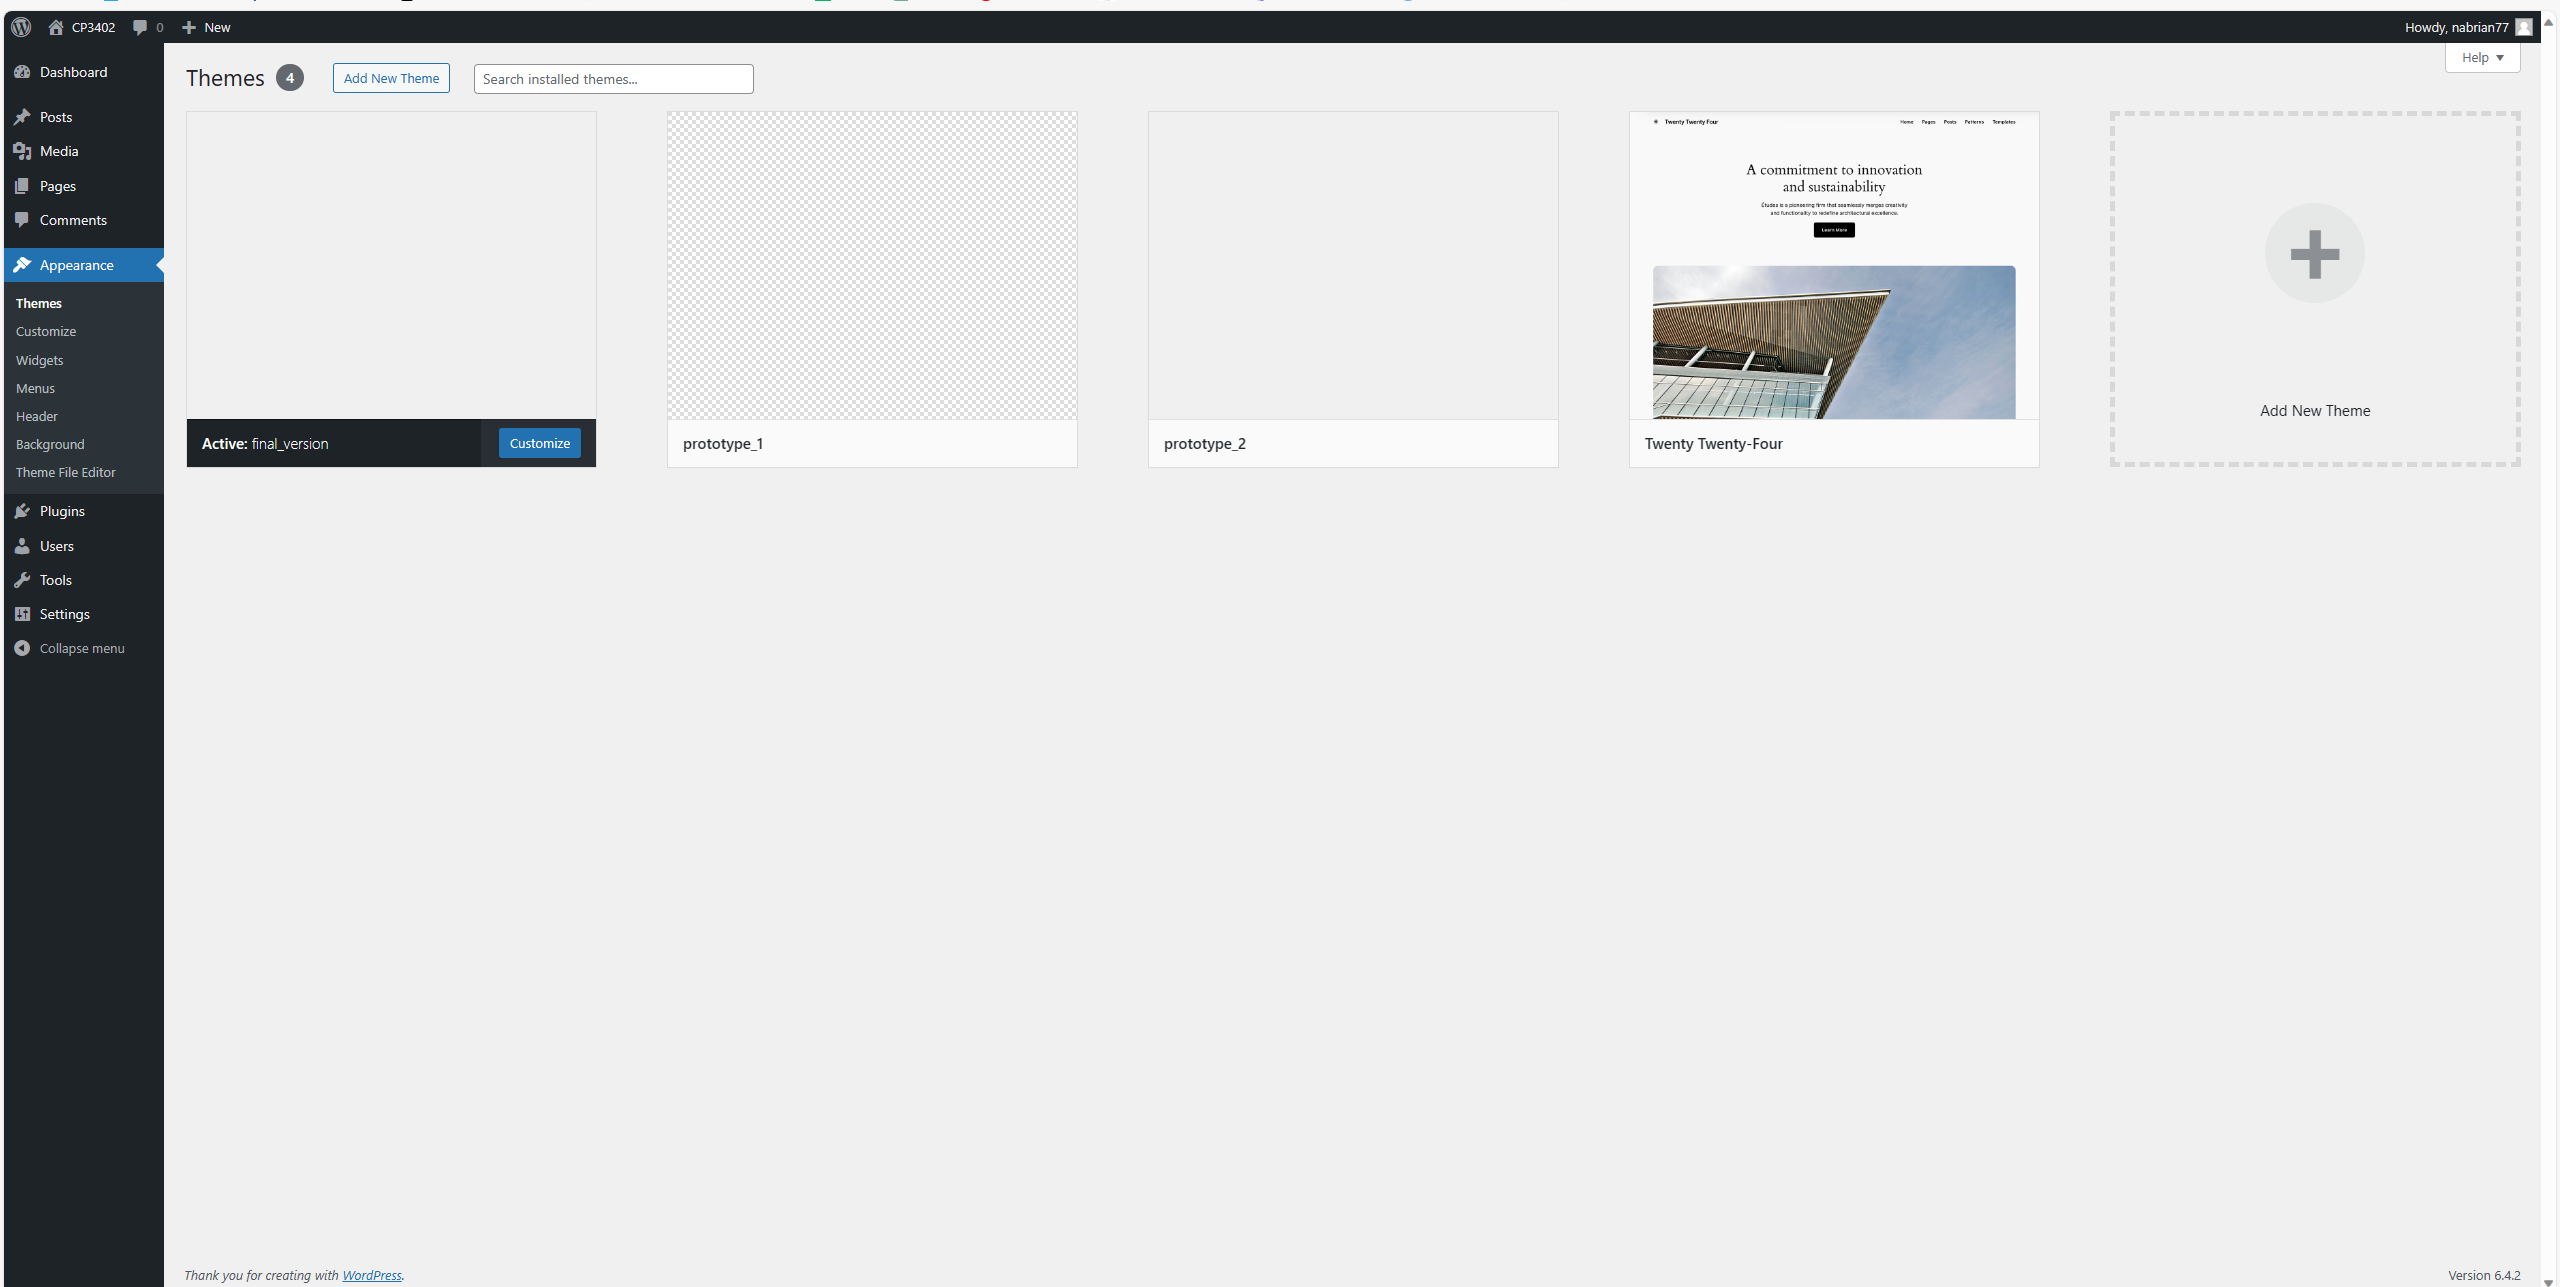 CP3402
0
New
Howdy, nabrian77
Help
Dashboard
Posts
Media
Pages
Comments
Appearance
Themes
Customize
Widgets
Menus
Header
Background
Theme File Editor
Plugins
Users
Tools
Settings
Collapse menu
Themes 4
Add New Theme
Search installed themes...
Active: final_version
Customize
prototype_1
prototype_2
Twenty Twenty Four
Home Pages Posts Patterns Templates
A commitment to innovation
and sustainability
Études is a pioneering firm that seamlessly merges creativity
and functionality to redefine architectural excellence.
Learn More
Twenty Twenty-Four
Add New Theme
Thank you for creating with WordPress.
Version 6.4.2